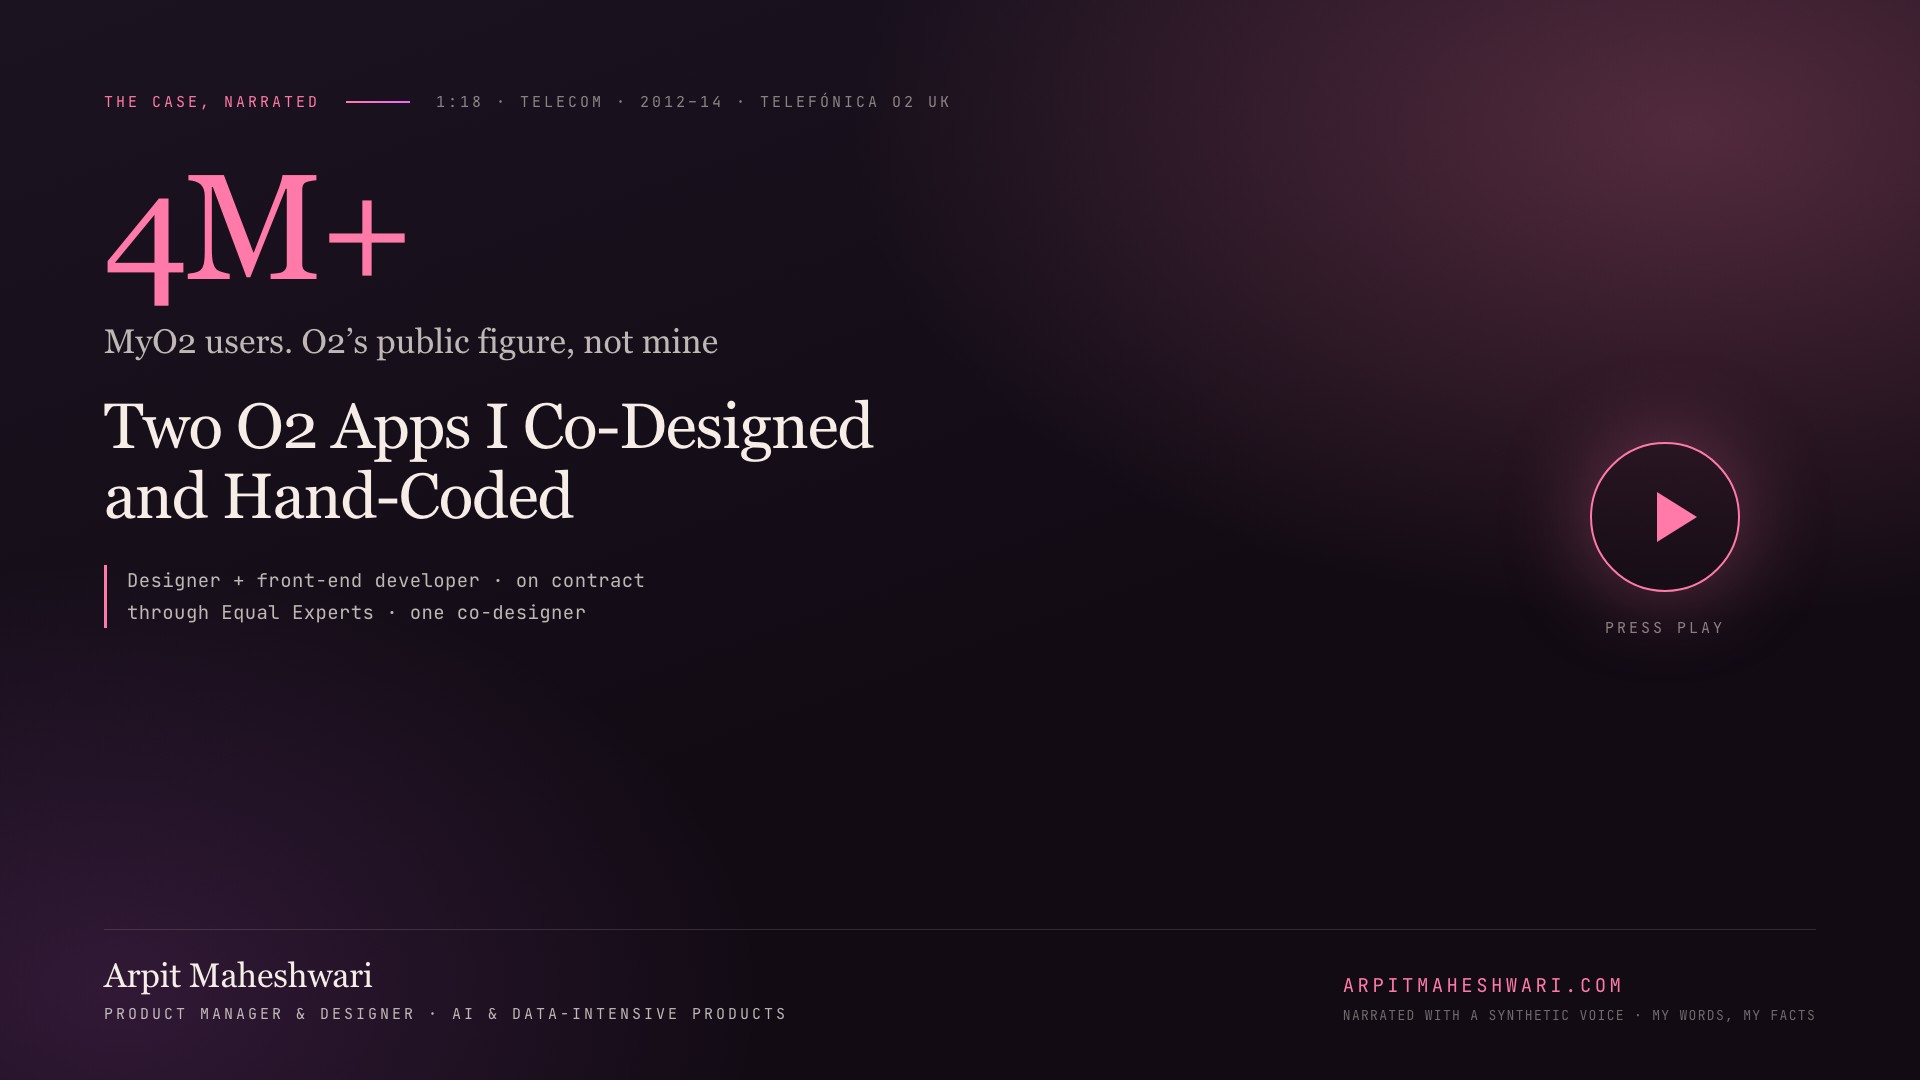 THE CASE, NARRATED
1:18 · TELECOM · 2012–14 · TELEFÓNICA O2 UK
4M+
MyO2 users. O2’s public figure, not mine
Two O2 Apps I Co-Designed
and Hand-Coded
Designer + front-end developer · on contract
through Equal Experts · one co-designer
PRESS PLAY
Arpit Maheshwari
PRODUCT MANAGER & DESIGNER · AI & DATA-INTENSIVE PRODUCTS
ARPITMAHESHWARI.COM
NARRATED WITH A SYNTHETIC VOICE · MY WORDS, MY FACTS